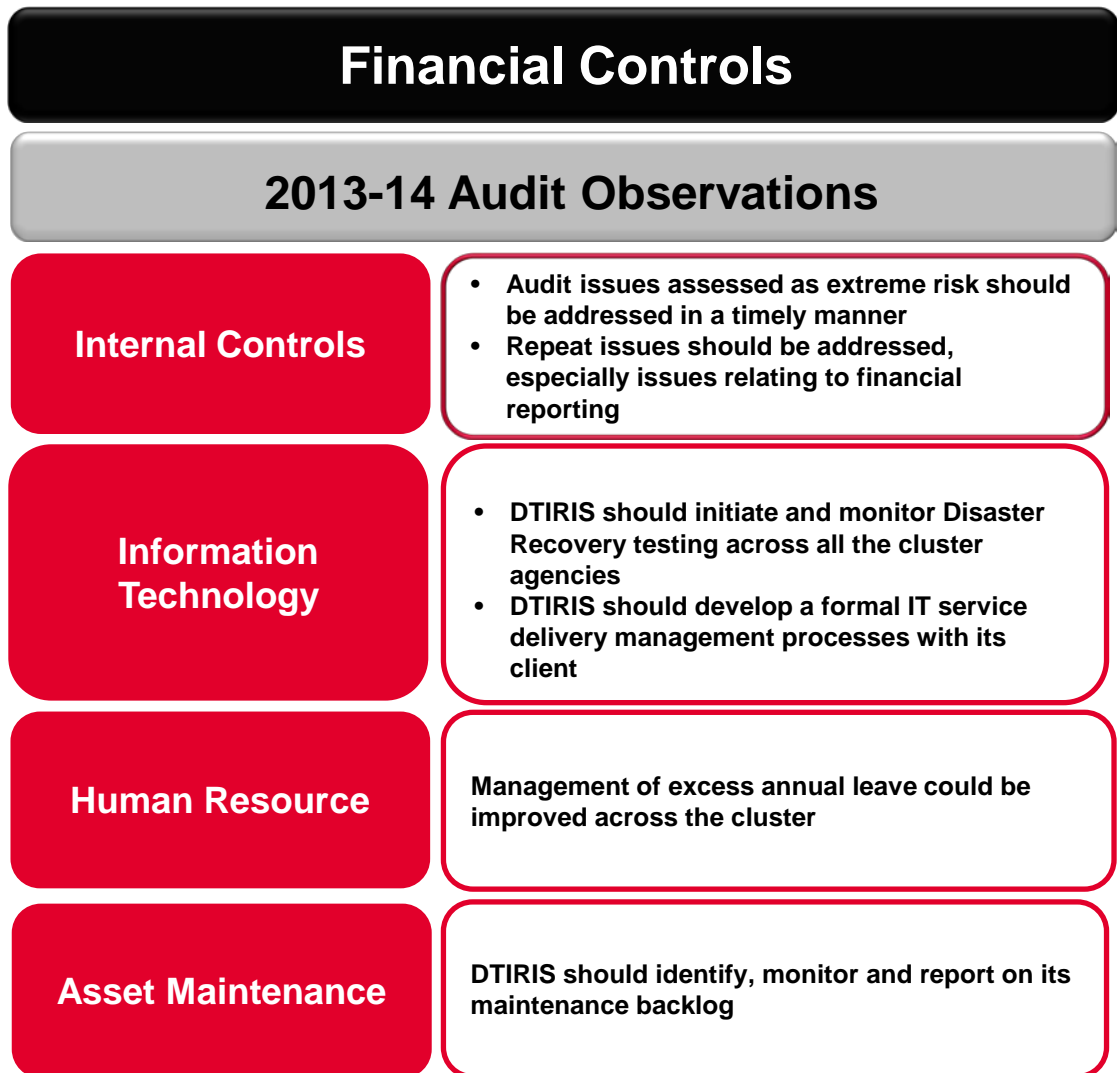 Financial Controls
2013-14 Audit Observations
Internal Controls
• Audit issues assessed as extreme risk should
be addressed in a timely manner
• Repeat issues should be addressed,
especially issues relating to financial
reporting
Information
Technology
• DTIRIS should initiate and monitor Disaster
Recovery testing across all the cluster
agencies
• DTIRIS should develop a formal IT service
delivery management processes with its
client
Human Resource
Management of excess annual leave could be
improved across the cluster
Asset Maintenance
DTIRIS should identify, monitor and report on its
maintenance backlog